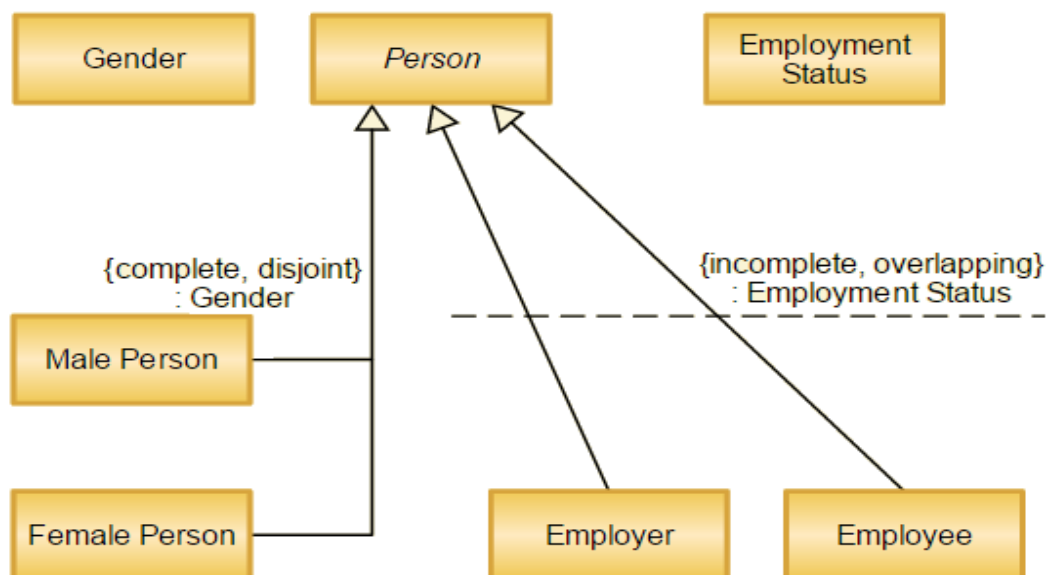 Gender
Person
Employment
Status
{complete, disjoint}
: Gender
{incomplete, overlapping}
: Employment Status
Male Person
Female Person
Employer
Employee